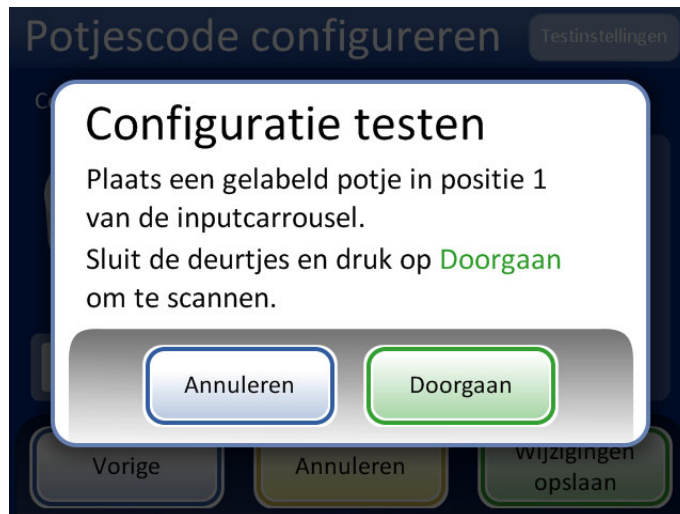 Potjescode configureren
Testinstellingen
Configuratie testen
Plaats een gelabeld potje in positie 1
van de inputcarrousel.
Sluit de deurtjes en druk op Doorgaan
om te scannen.
Annuleren
Doorgaan
Vorige
Annuleren
Wijzigingen
opslaan